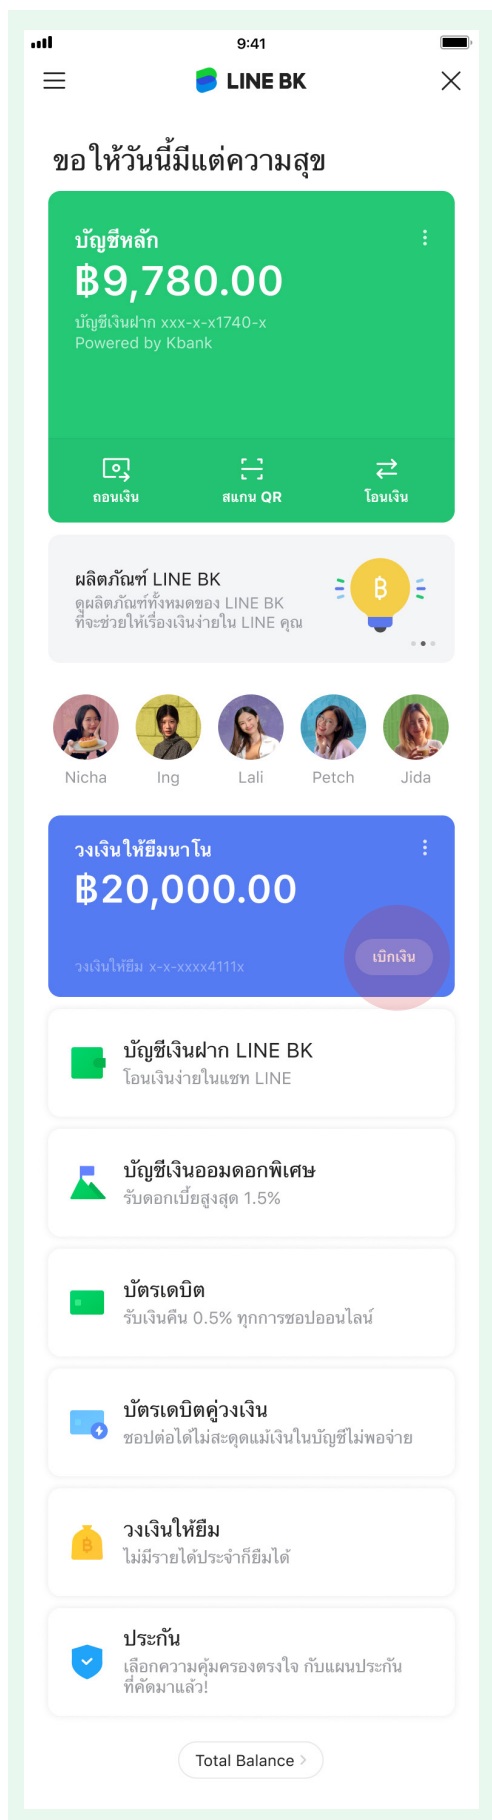 9:41
LINE BK
ขอให้วันนี้มีแต่ความสุข
บัญชีหลัก
฿9,780.00
บัญชีเงินฝาก xxx-x-x1740-x
Powered by Kbank
ถอนเงิน
สแกน QR
โอนเงิน
ผลิตภัณฑ์ LINE BK
ดูผลิตภัณฑ์ทั้งหมดของ LINE BK
ที่จะช่วยให้เรื่องเงินง่ายใน LINE คุณ
฿
Nicha
Ing
Lali
Petch
Jida
วงเงินให้ยืมนาโน
฿20,000.00
วงเงินให้ยืม x-x-xxxx4111x
เบิกเงิน
บัญชีเงินฝาก LINE BK
โอนเงินง่ายในแชท LINE
บัญชีเงินออมดอกพิเศษ
รับดอกเบี้ยสูงสุด 1.5%
บัตรเดบิต
รับเงินคืน 0.5% ทุกการชอปออนไลน์
บัตรเดบิตคู่วงเงิน
ชอปต่อได้ไม่สะดุดแม้เงินในบัญชีไม่พอจ่าย
฿
วงเงินให้ยืม
ไม่มีรายได้ประจำก็ยืมได้
ประกัน
เลือกความคุ้มครองตรงใจ กับแผนประกัน
ที่คัดมาแล้ว!
Total Balance